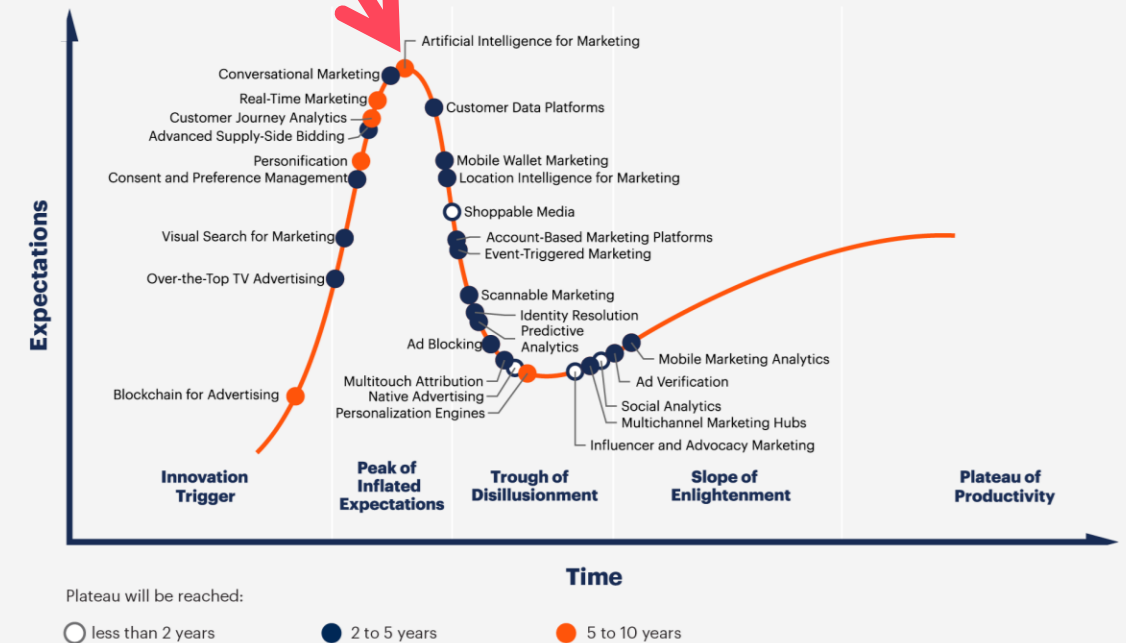 Artificial Intelligence for Marketing
Conversational Marketing
Real-Time Marketing
Customer Journey Analytics
Advanced Supply-Side Bidding
Personification
Consent and Preference Management
Visual Search for Marketing
Over-the-Top TV Advertising
Blockchain for Advertising
Customer Data Platforms
Mobile Wallet Marketing
Location Intelligence for Marketing
Shoppable Media
Account-Based Marketing Platforms
Event-Triggered Marketing
Scannable Marketing
Identity Resolution
Predictive
Analytics
Ad Blocking
Multitouch Attribution
Native Advertising
Personalization Engines
Mobile Marketing Analytics
Ad Verification
Social Analytics
Multichannel Marketing Hubs
Influencer and Advocacy Marketing
Expectations
Innovation
Trigger
Peak of
Inflated
Expectations
Trough of
Disillusionment
Slope of
Enlightenment
Plateau of
Productivity
Time
Plateau will be reached:
less than 2 years
2 to 5 years
5 to 10 years